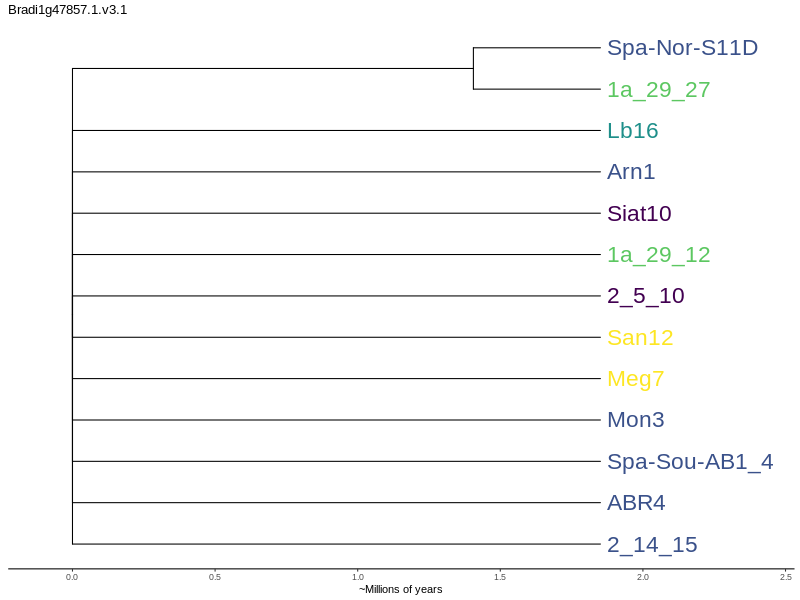 Bradi1g47857.1.v3.1
Spa-Nor-S11D
1a_29_27
Lb16
Arn1
Siat10
1a_29_12
2_5_10
San12
Meg7
Mon3
Spa-Sou-AB1_4
ABR4
2_14_15
0.0 0.5 1.0 1.5 2.0 2.5
~Millions of years